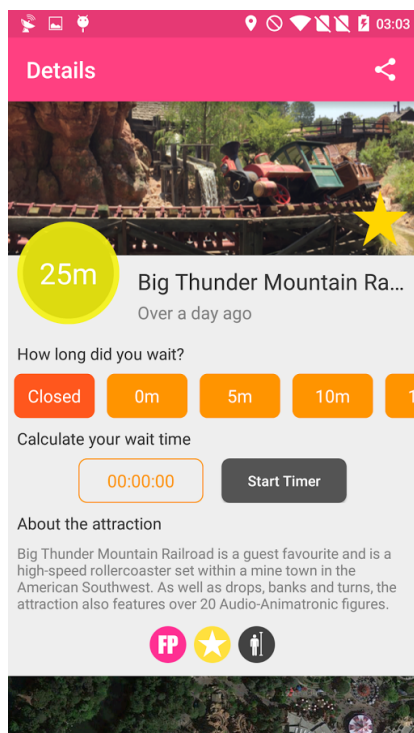 03:03
Details
25m
Big Thunder Mountain Ra...
Over a day ago
How long did you wait?
Closed 0m 5m 10m 1
Calculate your wait time
00:00:00 Start Timer
About the attraction
Big Thunder Mountain Railroad is a guest favourite and is a
high-speed rollercoaster set within a mine town in the
American Southwest. As well as drops, banks and turns, the
attraction also features over 20 Audio-Animatronic figures.
FP